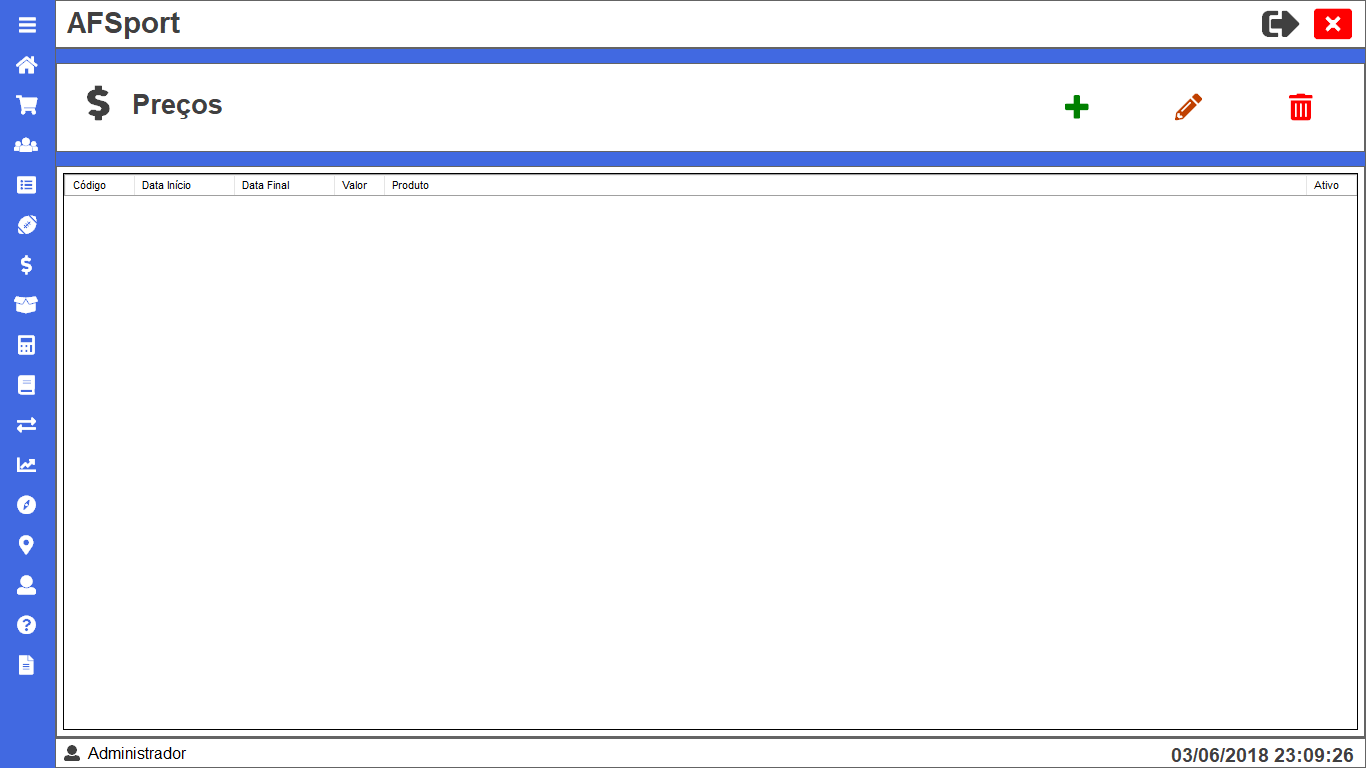 AFSport
Preços
Código Data Início Data Final Valor Produto Ativo
Administrador 03/06/2018 23:09:26